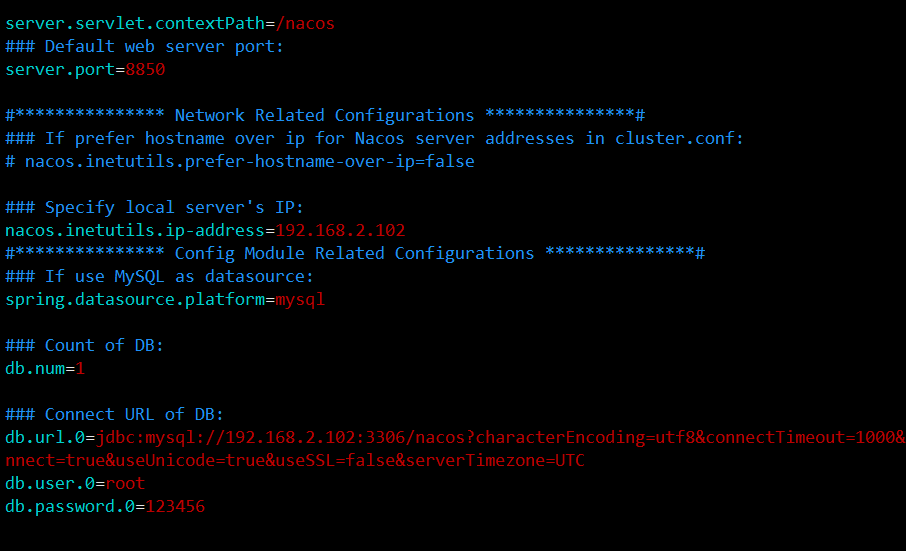 server.servlet.contextPath=/nacos
### Default web server port:
server.port=8850
#*************** Network Related Configurations ***************#
### If prefer hostname over ip for Nacos server addresses in cluster.conf:
# nacos.inetutils.prefer-hostname-over-ip=false
### Specify local server's IP:
nacos.inetutils.ip-address=192.168.2.102
#*************** Config Module Related Configurations ***************#
### If use MySQL as datasource:
spring.datasource.platform=mysql
### Count of DB:
db.num=1
### Connect URL of DB:
db.url.0=jdbc:mysql://192.168.2.102:3306/nacos?characterEncoding=utf8&connectTimeout=1000&
nnect=true&useUnicode=true&useSSL=false&serverTimezone=UTC
db.user.0=root
db.password.0=123456